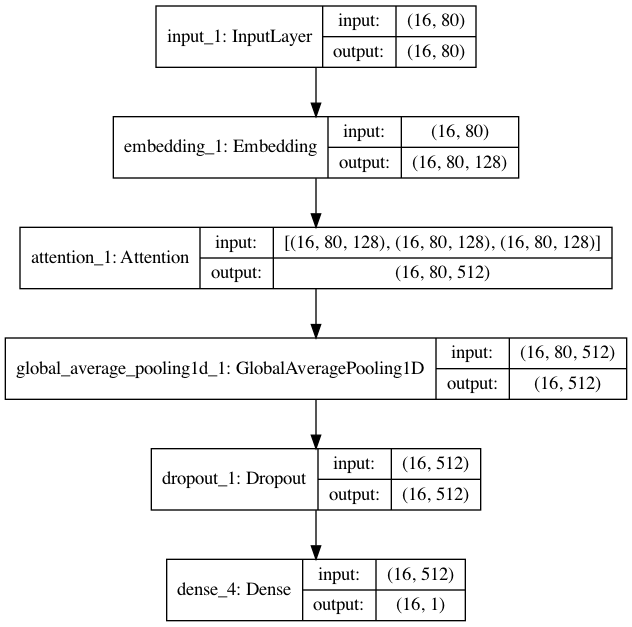 input_1: InputLayer
input: (16, 80)
output: (16, 80)
embedding_1: Embedding
input: (16, 80)
output: (16, 80, 128)
attention_1: Attention
input: [(16, 80, 128), (16, 80, 128), (16, 80, 128)]
output: (16, 80, 512)
global_average_pooling1d_1: GlobalAveragePooling1D
input: (16, 80, 512)
output: (16, 512)
dropout_1: Dropout
input: (16, 512)
output: (16, 512)
dense_4: Dense
input: (16, 512)
output: (16, 1)